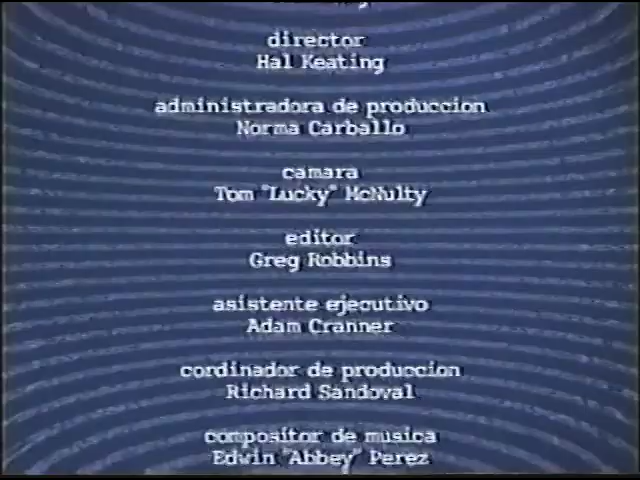 director
Hal Keating
administradora de produccion
Norma Carballo
camara
Tom "Lucky" McNulty
editor
Greg Robbins
asistente ejecutivo
Adam Cranner
cordinador de produccion
Richard Sandoval
compositor de musica
Edwin "Abbey" Perez